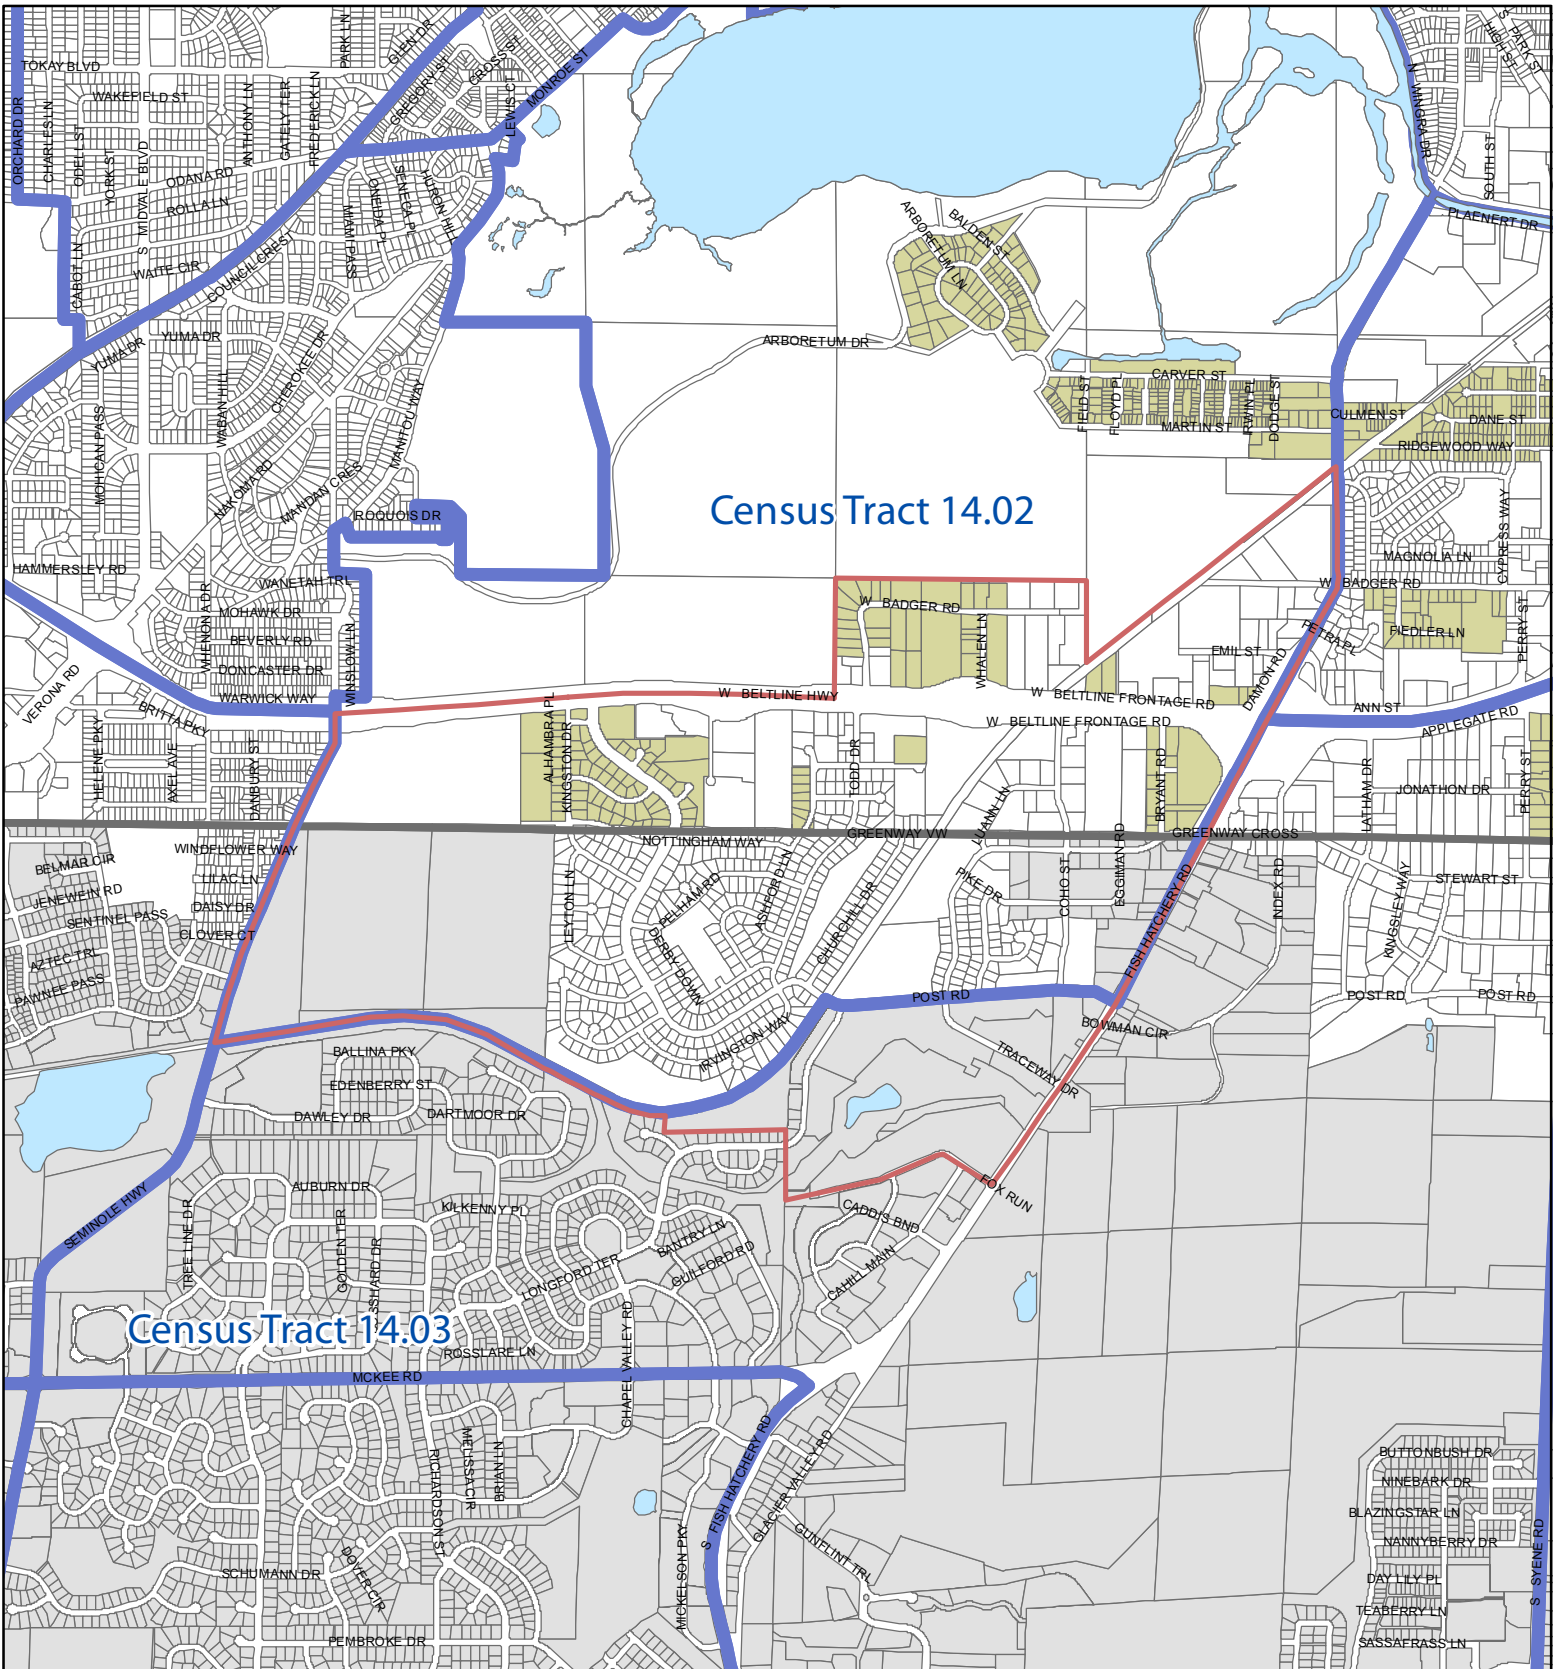 TOKAY BLVD
PARK LN
GLEN DR
CROSS ST
GREGORY ST
MONROE ST
LEWIS CT
S PARK ST
HIGH ST
N WINGRA DR
SOUTH ST
PLAENERT DR
ORCHARD DR
CHARLES LN
ODELL ST
YORK ST
WAKEFIELD ST
S MIDVALE BLVD
ANTHONY LN
GATELY TER
FREDERICK LN
ODANA RD
ROLLA LN
ONEIDA PL
SENECA PL
HURON HILL
MIAMI PASS
WAITE CIR
COUNCIL CREST
CABOT LN
YUMA DR
YUMA DR
CHEROKEE DR
WABAN HILL
MANITOU WAY
MOHICAN PASS
NAKOMA RD
MANDAN CRES
IROQUOIS DR
ARBORETUM LN
BALDEN ST
ARBORETUM DR
CARVER ST
FIELD ST
FLOYD PL
IRWIN PL
DODGE ST
MARTIN ST
CULMEN ST
DANE ST
RIDGEWOOD WAY
CYPRESS WAY
MAGNOLIA LN
W BADGER RD
Census Tract 14.02
HAMMERSLEY RD
WANETAH TRL
WHENONA DR
MOHAWK DR
BEVERLY RD
DONCASTER DR
WARWICK WAY
WINSLOW LN
VERONA RD
BRITTA PKY
HELENE PKY
AXEL AVE
DANBURY ST
W BADGER RD
WHALEN LN
W BELTLINE HWY
W BELTLINE FRONTAGE RD
W BELTLINE FRONTAGE RD
EMIL ST
DAMON RD
PETRA PL
FIEDLER LN
PERRY ST
ANN ST
APPLEGATE RD
ALHAMBRA PL
KINGSTON DR
TODD DR
BRYANT RD
LUANN LN
LATHAM DR
JONATHON DR
PERRY ST
NOTTINGHAM WAY
GREENWAY VW
GREENWAY CROSS
WINDFLOWER WAY
BELMAR CIR
JENEWEIN RD
SENTINEL PASS
AZTEC TRL
PAWNEE PASS
LILAC LN
DAISY DR
CLOVER CT
LEYTON LN
PELHAM RD
ASHFORD LN
DERBY DOWN
CHURCHILL DR
IRVINGTON WAY
PIKE DR
COHO ST
EGGIMAN RD
FISH HATCHERY RD
INDEX RD
KINGSLEY WAY
STEWART ST
POST RD
POST RD
POST RD
BOWMAN CIR
TRACEWAY DR
BALLINA PKY
EDENBERRY ST
DAWLEY DR
DARTMOOR DR
SEMINOLE HWY
TREE LINE DR
AUBURN DR
GOLDEN TER
KILKENNY PL
BANTRY LN
GUILFORD RD
LONGFORD TER
CADDIS BND
CAHILL MAIN
FOX RUN
Census Tract 14.03
ROSSLARE LN
CHAPEL VALLEY RD
MCKEE RD
S FISH HATCHERY RD
GLACIER VALLEY RD
GUNFLINT TRL
MICKELSON PKY
RICHARDSON ST
MELISSA CIR
BRIAN LN
SCHUMANN DR
DOVER CIR
PEMBROKE DR
BUTTONBUSH DR
NINEBARK DR
BLAZINGSTAR LN
NANNYBERRY DR
DAY LILY PL
TEABERRY LN
SASSAFRASS LN
S SYENE RD